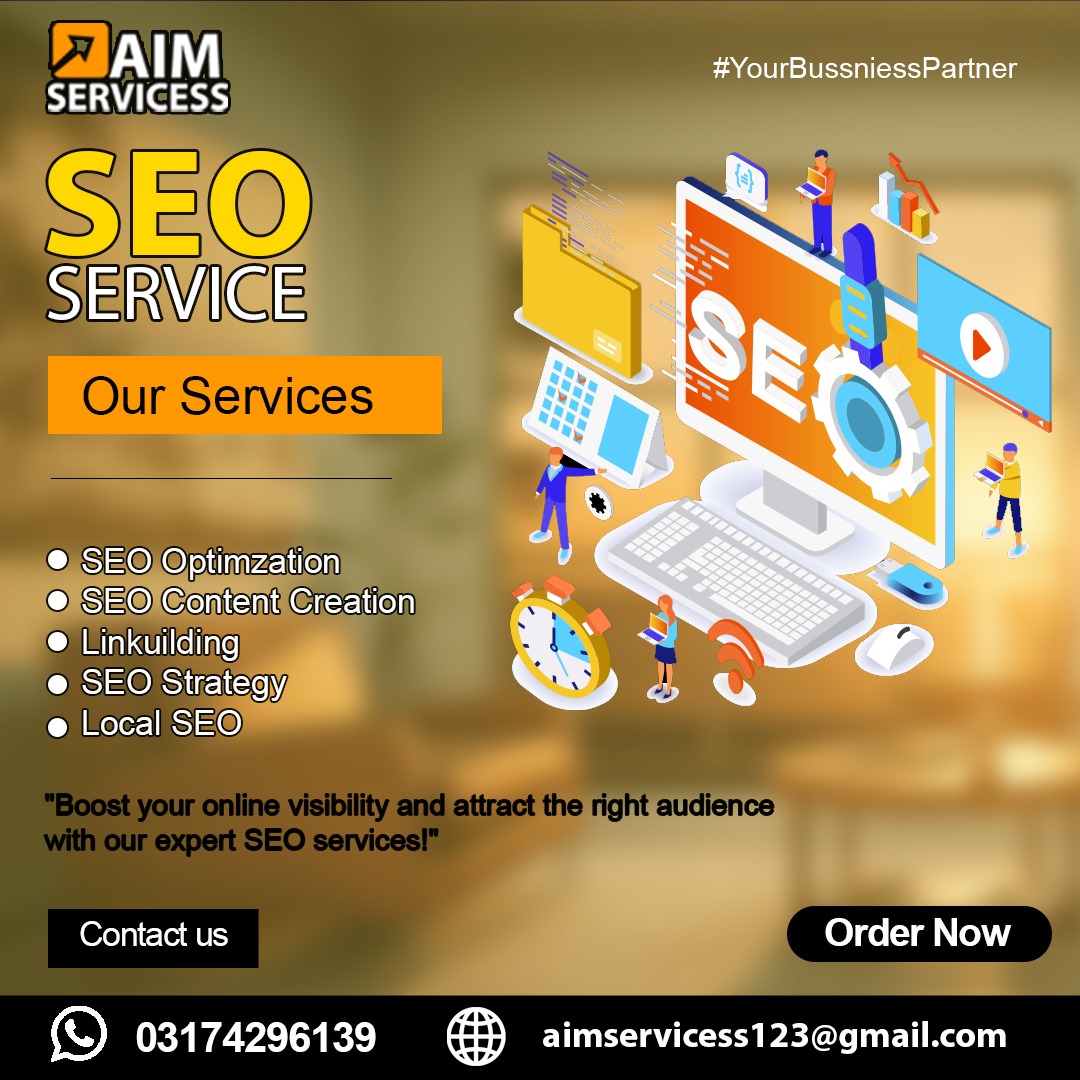 AIM
SERVICESS
#YourBussniessPartner
SEO
SERVICE
Our Services
SEO
SEO Optimzation
SEO Content Creation
Linkuilding
SEO Strategy
Local SEO
"Boost your online visibility and attract the right audience
with our expert SEO services!"
Contact us
Order Now
03174296139
aimservicess123@gmail.com